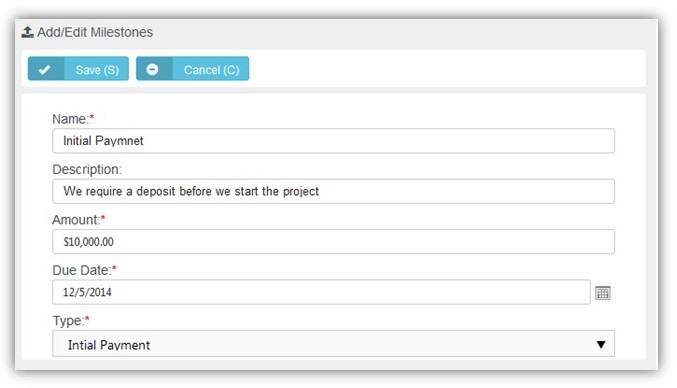 Add/Edit Milestones
Save (S) Cancel (C)
Name:*
Initial Paymnet
Description:
We require a deposit before we start the project
Amount:*
$10,000.00
Due Date:*
12/5/2014
Type:*
Intial Payment